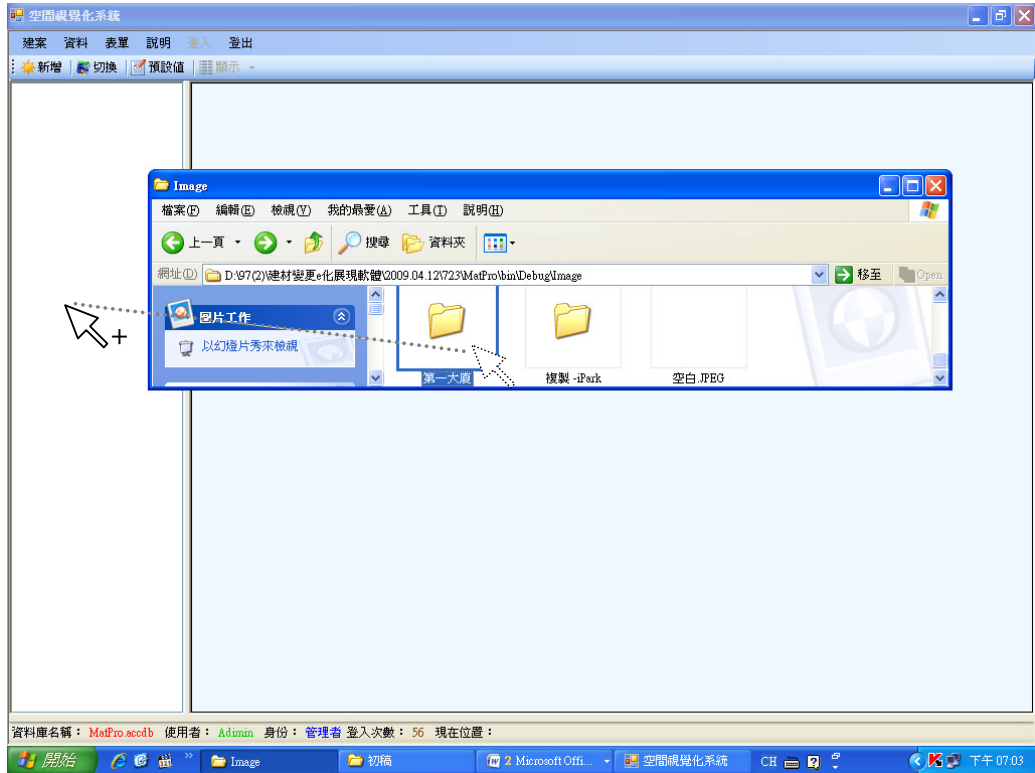 空間視覺化系統
建案 資料 表單 說明 登入 登出
新增 切換 預設值 顯示
Image
檔案(F) 編輯(E) 檢視(V) 我的最愛(A) 工具(T) 說明(H)
上一頁 搜尋 資料夾
網址(D) D:\97(2)\建材變更e化展現軟體\2009.04.12\723\MatPro\bin\Debug\Image 移至 Open
圖片工作
以幻燈片秀來檢視
第一大廈 複製 -iPark 空白.JPEG
+
資料庫名稱: MatPro.accdb 使用者: Adimin 身份: 管理者 登入次數: 56 現在位置:
開始 » Image 初稿 2 Microsoft Offi... 空間視覺化系統 CH 下午 07:03